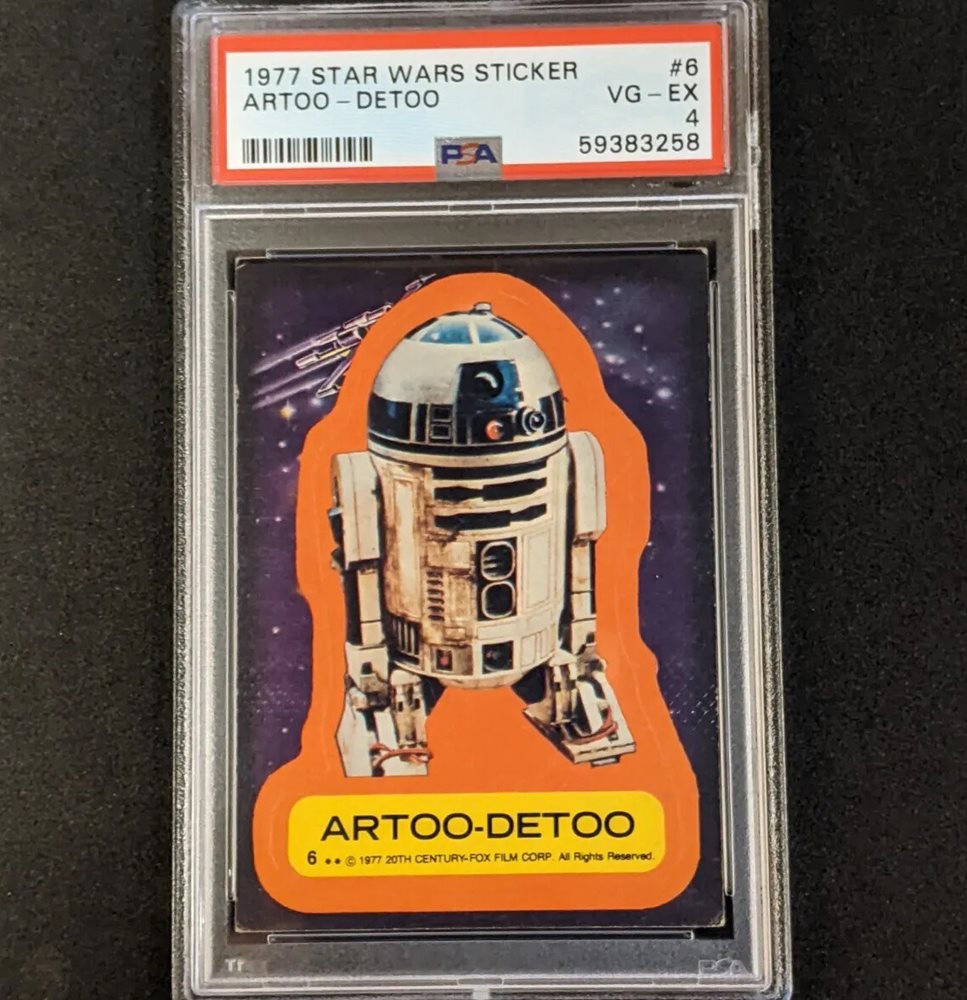 1977 STAR WARS STICKER #6
ARTOO-DETOO VG-EX
4
PSA 59383258
ARTOO-DETOO
6 ** © 1977 20TH CENTURY-FOX FILM CORP. All Rights Reserved.
PSA